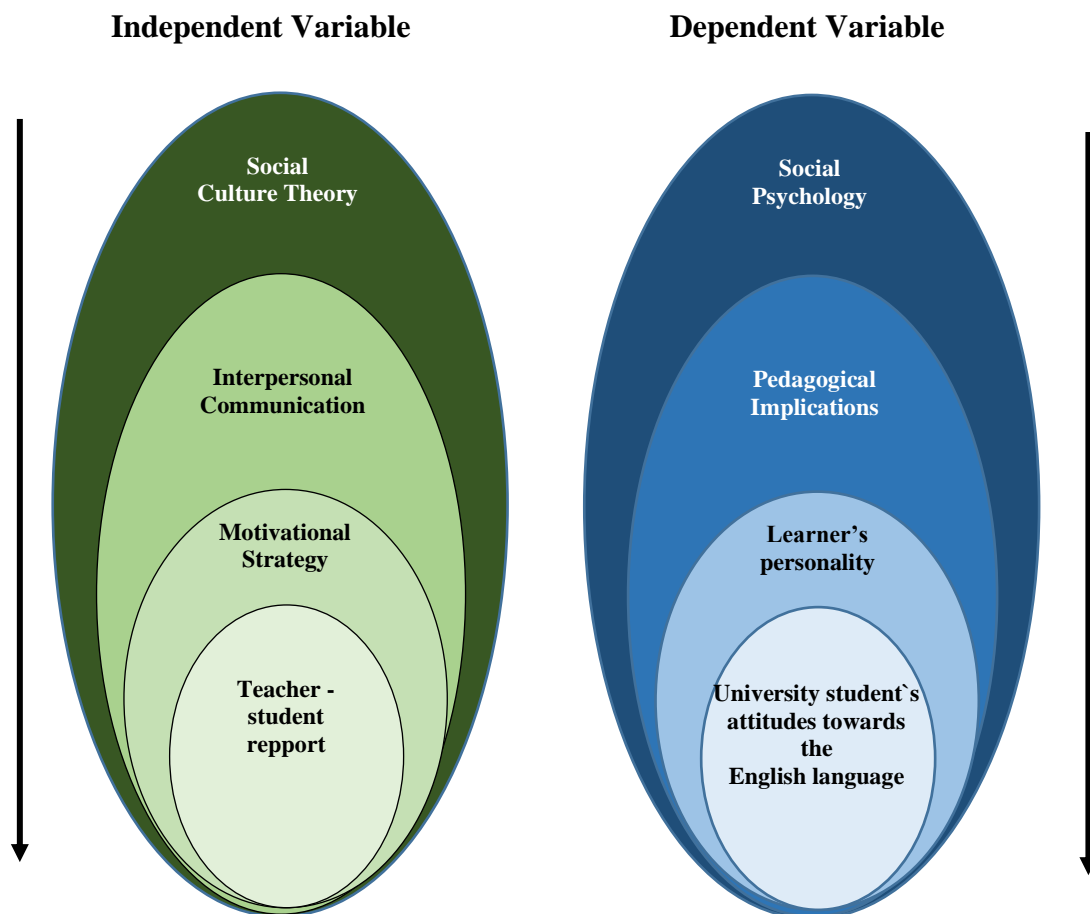 Independent Variable
Dependent Variable
Social
Culture Theory
Interpersonal
Communication
Motivational
Strategy
Teacher -
student
repport
Social
Psychology
Pedagogical
Implications
Learner’s
personality
University student`s
attitudes towards
the
English language